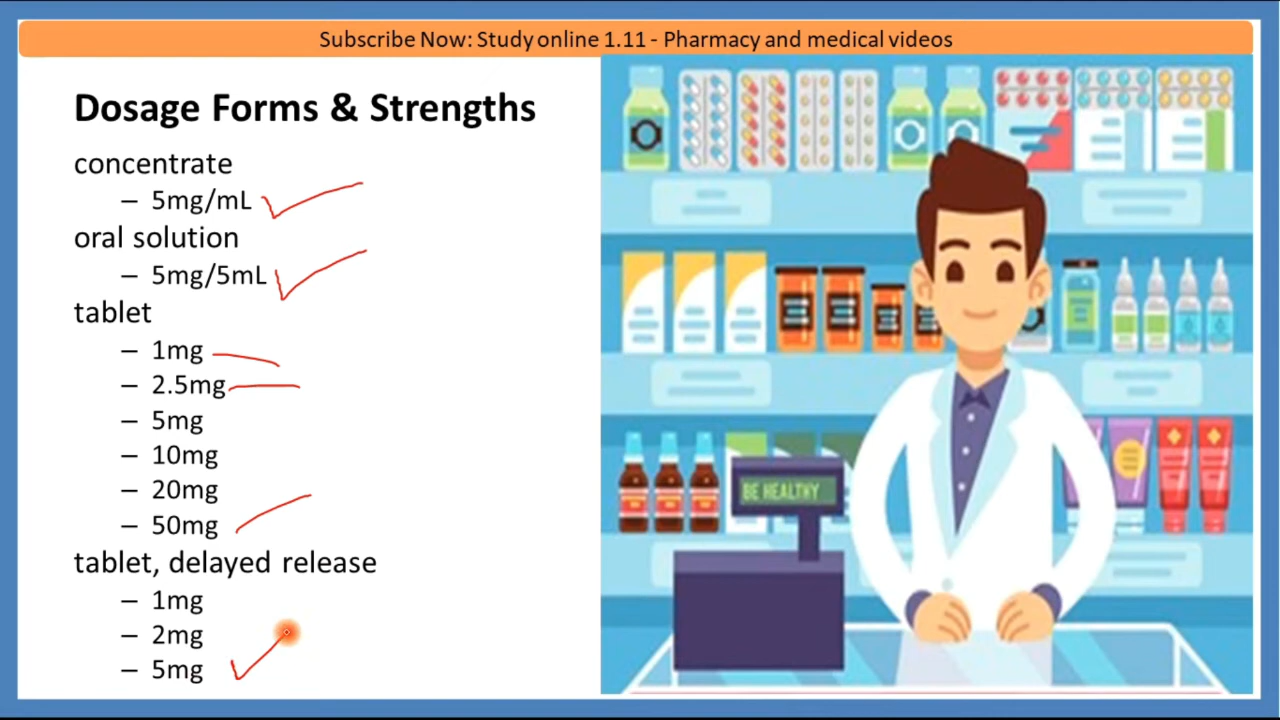 Subscribe Now: Study online 1.11 - Pharmacy and medical videos
Dosage Forms & Strengths
concentrate
– 5mg/mL
oral solution
– 5mg/5mL
tablet
– 1mg
– 2.5mg
– 5mg
– 10mg
– 20mg
– 50mg
tablet, delayed release
– 1mg
– 2mg
– 5mg
BE HEALTHY